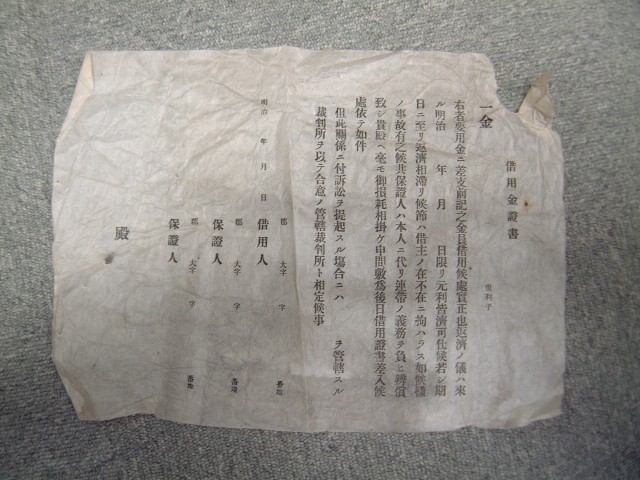 借用金證書
一金
右者要用金ニ差支前記之金員借用候處實正也返濟ノ儀ハ來
ル明治 年 月 日限リ元利皆濟可仕候若シ期
日ニ至リ返濟相滯リ候節ハ借主ノ在不在ニ拘ハラス如何樣
ノ事故有之候共保證人ハ本人ニ代リ連帶ノ義務ヲ負ヒ辨償
致シ貴殿ヘ毫モ御損耗相掛ケ申間敷爲後日借用證書差入候
處依テ如件
但此關係ニ付訴訟ヲ提起スル塲合ニハ ヲ管轄スル
裁判所ヲ以テ合意ノ管轄裁判所ト相定候事
明治 年 月 日
郡 大字 字 番地
借用人
郡 大字 字 番地
保證人
郡 大字 字 番地
保證人
殿